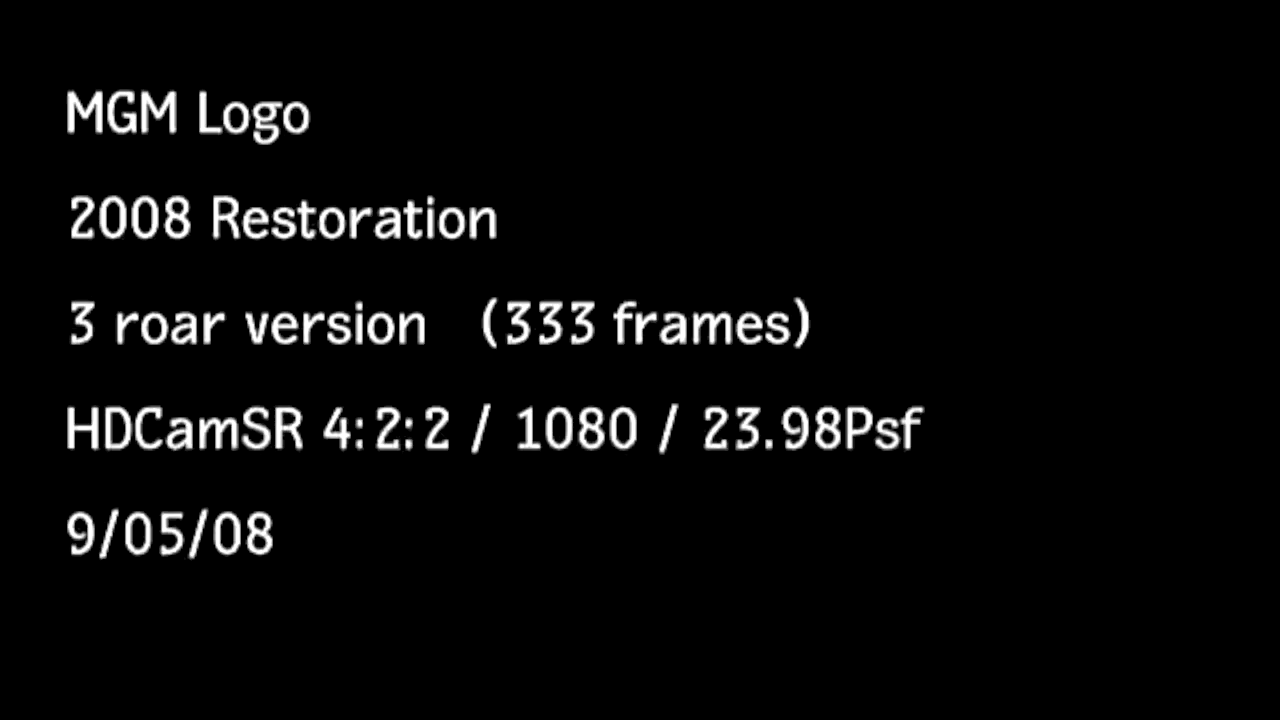 MGM Logo
2008 Restoration
3 roar version (333 frames)
HDCamSR 4:2:2 / 1080 / 23.98Psf
9/05/08